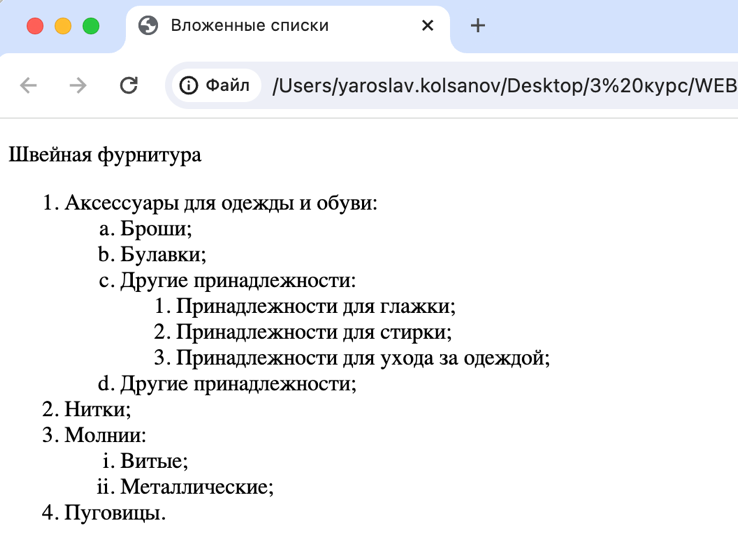 Вложенные списки
Файл /Users/yaroslav.kolsanov/Desktop/3%20курс/WEB
Швейная фурнитура
1. Аксессуары для одежды и обуви:
a. Броши;
b. Булавки;
c. Другие принадлежности:
1. Принадлежности для глажки;
2. Принадлежности для стирки;
3. Принадлежности для ухода за одеждой;
d. Другие принадлежности;
2. Нитки;
3. Молнии:
i. Витые;
ii. Металлические;
4. Пуговицы.